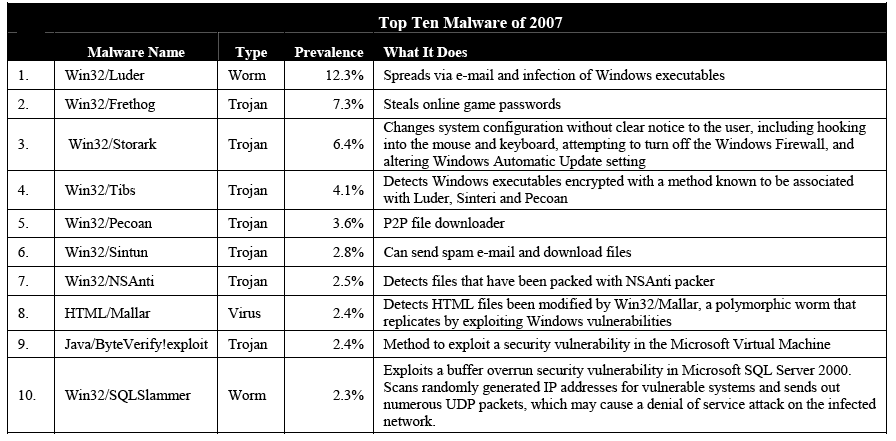 Top Ten Malware of 2007
Malware Name Type Prevalence What It Does
1. Win32/Luder Worm 12.3% Spreads via e-mail and infection of Windows executables
2. Win32/Frethog Trojan 7.3% Steals online game passwords
3. Win32/Storark Trojan 6.4% Changes system configuration without clear notice to the user, including hooking
into the mouse and keyboard, attempting to turn off the Windows Firewall, and
altering Windows Automatic Update setting
4. Win32/Tibs Trojan 4.1% Detects Windows executables encrypted with a method known to be associated
with Luder, Sinteri and Pecoan
5. Win32/Pecoan Trojan 3.6% P2P file downloader
6. Win32/Sintun Trojan 2.8% Can send spam e-mail and download files
7. Win32/NSAnti Trojan 2.5% Detects files that have been packed with NSAnti packer
8. HTML/Mallar Virus 2.4% Detects HTML files been modified by Win32/Mallar, a polymorphic worm that
replicates by exploiting Windows vulnerabilities
9. Java/ByteVerify!exploit Trojan 2.4% Method to exploit a security vulnerability in the Microsoft Virtual Machine
10. Win32/SQLSlammer Worm 2.3% Exploits a buffer overrun security vulnerability in Microsoft SQL Server 2000.
Scans randomly generated IP addresses for vulnerable systems and sends out
numerous UDP packets, which may cause a denial of service attack on the infected
network.